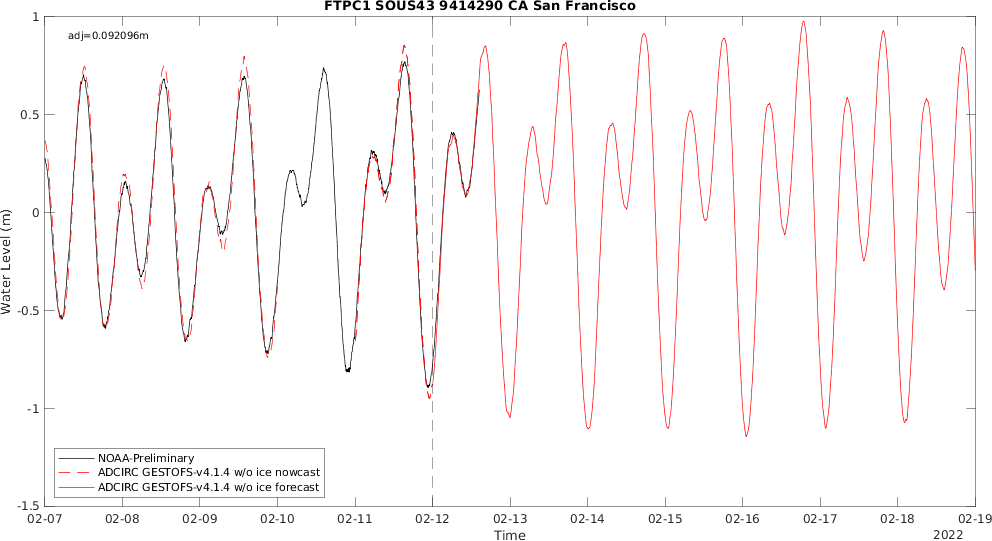 FTPC1 SOUS43 9414290 CA San Francisco
adj=0.092096m
1
0.5
0
-0.5
-1
-1.5
Water Level (m)
NOAA-Preliminary
ADCIRC GESTOFS-v4.1.4 w/o ice nowcast
ADCIRC GESTOFS-v4.1.4 w/o ice forecast
02-07 02-08 02-09 02-10 02-11 02-12 02-13 02-14 02-15 02-16 02-17 02-18 02-19
Time
2022